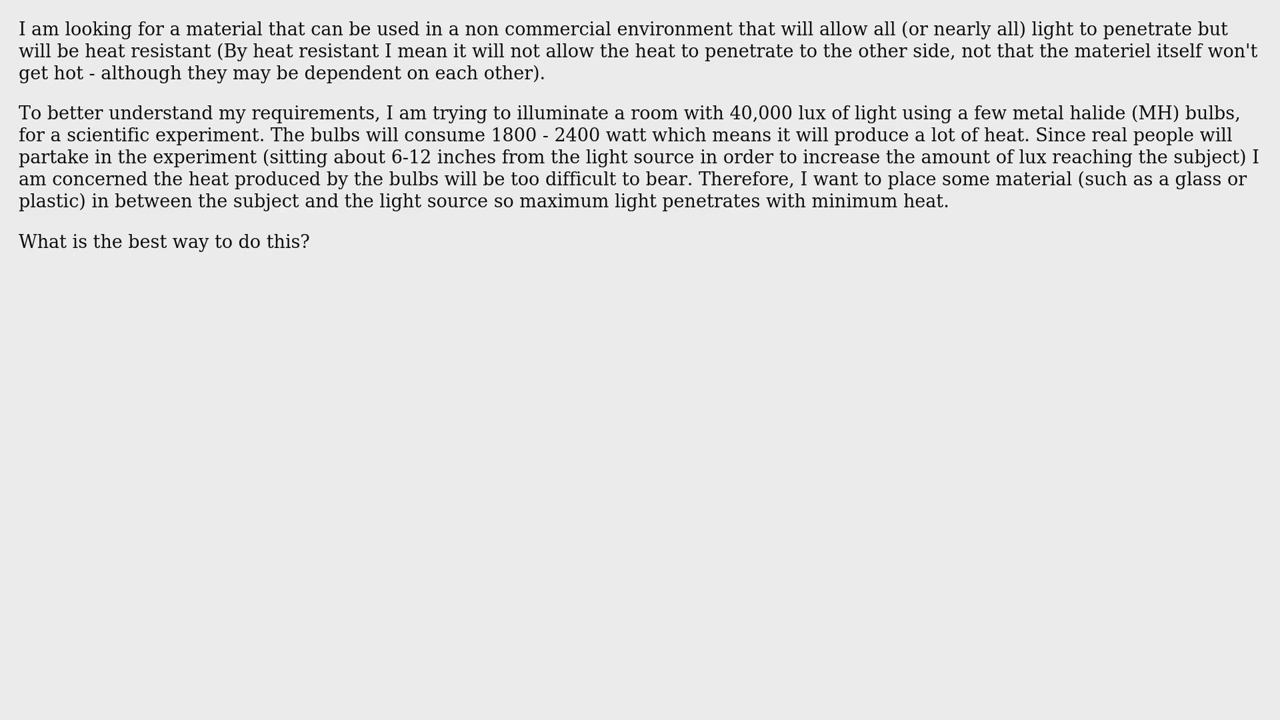 I am looking for a material that can be used in a non commercial environment that will allow all (or nearly all) light to penetrate but
will be heat resistant (By heat resistant I mean it will not allow the heat to penetrate to the other side, not that the materiel itself won't
get hot - although they may be dependent on each other).
To better understand my requirements, I am trying to illuminate a room with 40,000 lux of light using a few metal halide (MH) bulbs,
for a scientific experiment. The bulbs will consume 1800 - 2400 watt which means it will produce a lot of heat. Since real people will
partake in the experiment (sitting about 6-12 inches from the light source in order to increase the amount of lux reaching the subject) I
am concerned the heat produced by the bulbs will be too difficult to bear. Therefore, I want to place some material (such as a glass or
plastic) in between the subject and the light source so maximum light penetrates with minimum heat.
What is the best way to do this?